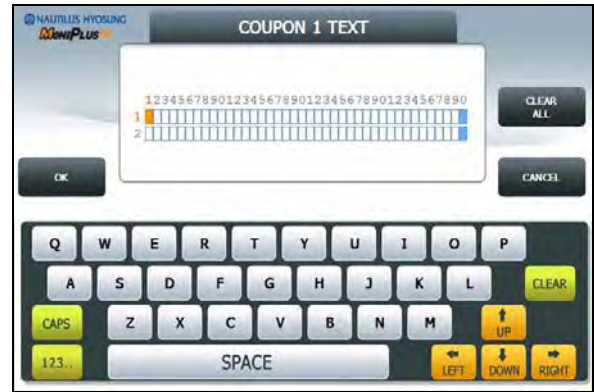 NAUTILUS HYOSUNG
MONIPLUS
COUPON 1 TEXT
1234567890123456789012345678901234567890
1
2
CLEAR ALL
OK
CANCEL
Q W E R T Y U I O P
A S D F G H J K L CLEAR
CAPS Z X C V B N M UP
123.. SPACE LEFT DOWN RIGHT